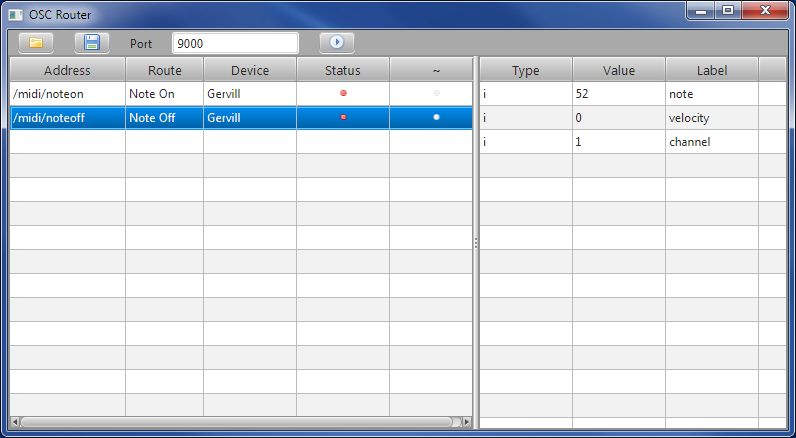 OSC Router
Port 9000
Address Route Device Status ~ Type Value Label
/midi/noteon Note On Gervill i 52 note
/midi/noteoff Note Off Gervill i 0 velocity
i 1 channel